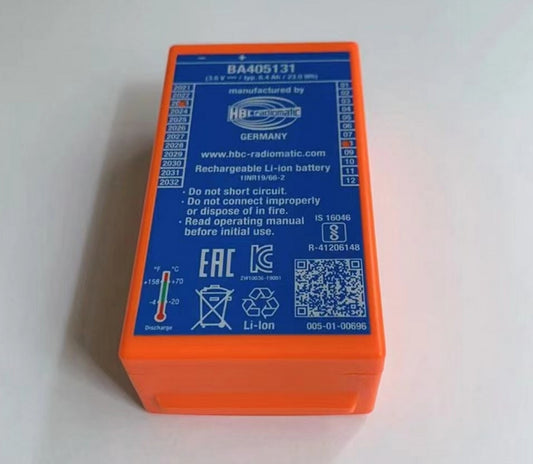 - +
BA405131
(3.6 V ⎓ / typ. 6.4 Ah / 23.0 Wh)
manufactured by
HBC-radiomatic
GERMANY
www.hbc-radiomatic.com
Rechargeable Li-ion battery
1INR19/66-2
2021
2022
2024
2025
2026
2027
2028
2029
2030
2031
2032
01
02
03
04
05
06
07
09
10
11
12
· Do not short circuit.
· Do not connect improperly
or dispose of in fire.
· Read operating manual
before initial use.
IS 16046
R-41206148
EAC
°F °C
+158 +70
-4 -20
Discharge
Li-Ion
005-01-00696